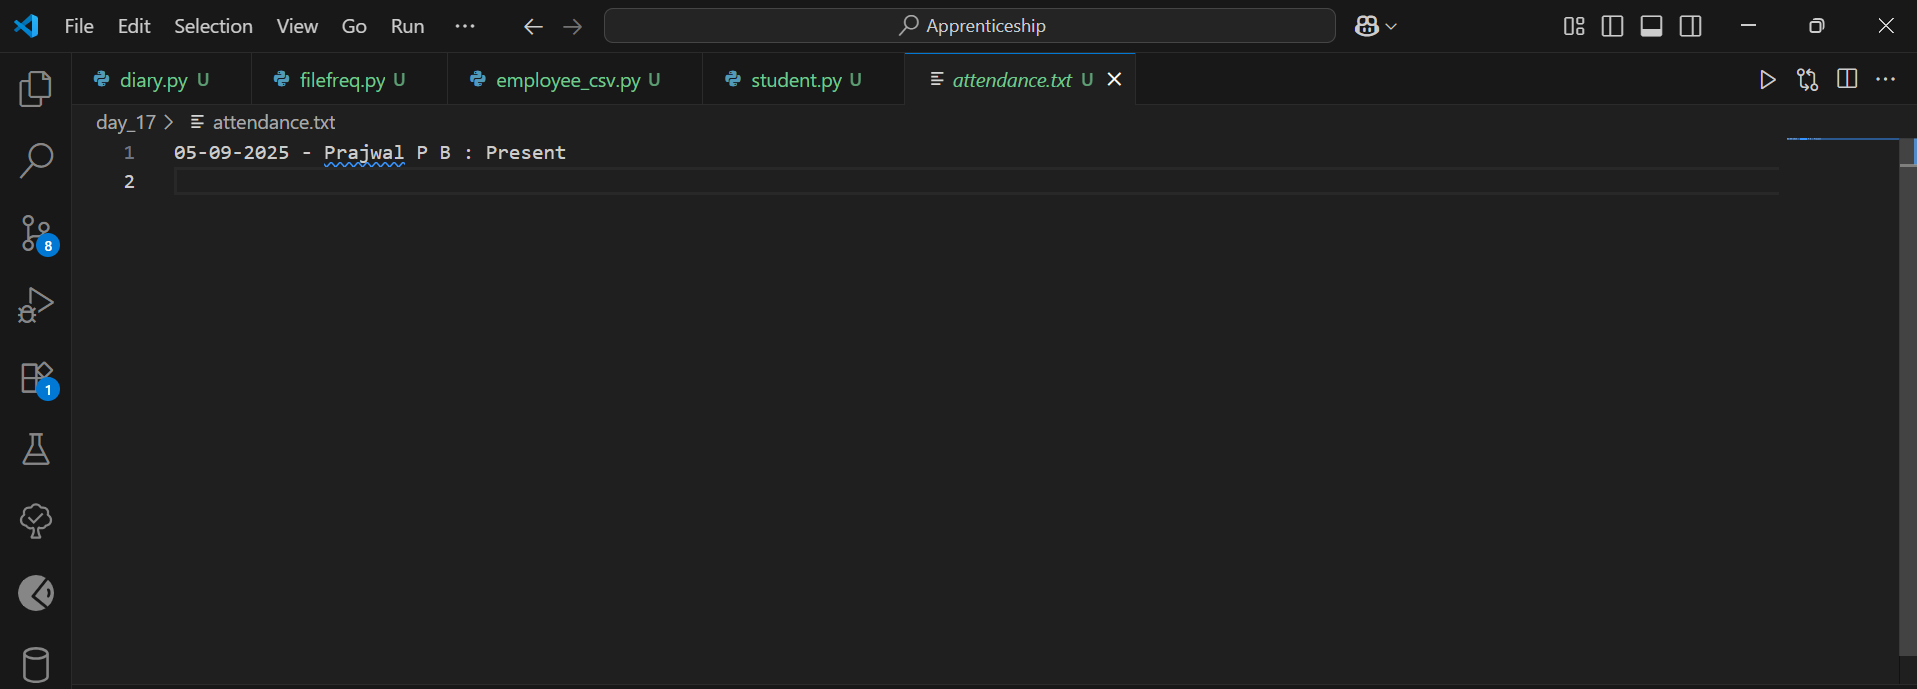 File Edit Selection View Go Run ··· Apprenticeship
diary.py U filefreq.py U employee_csv.py U student.py U attendance.txt U
day_17 > attendance.txt
1 05-09-2025 - Prajwal P B : Present
2
8
1